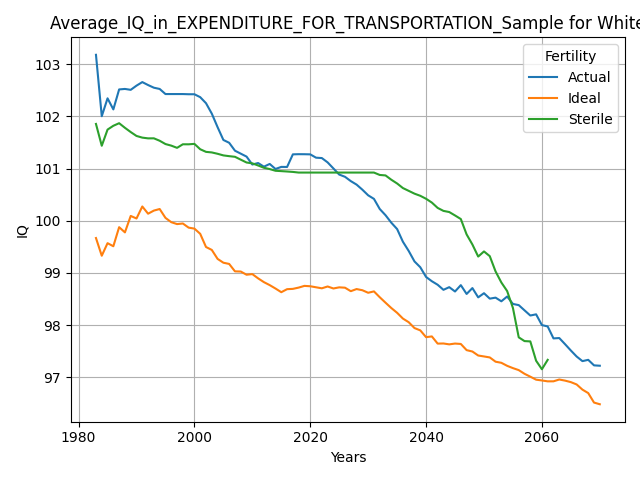 Average_IQ_in_EXPENDITURE_FOR_TRANSPORTATION_Sample for White
Fertility
Actual
Ideal
Sterile
103
102
101
100
99
98
97
IQ
1980
2000
2020
2040
2060
Years